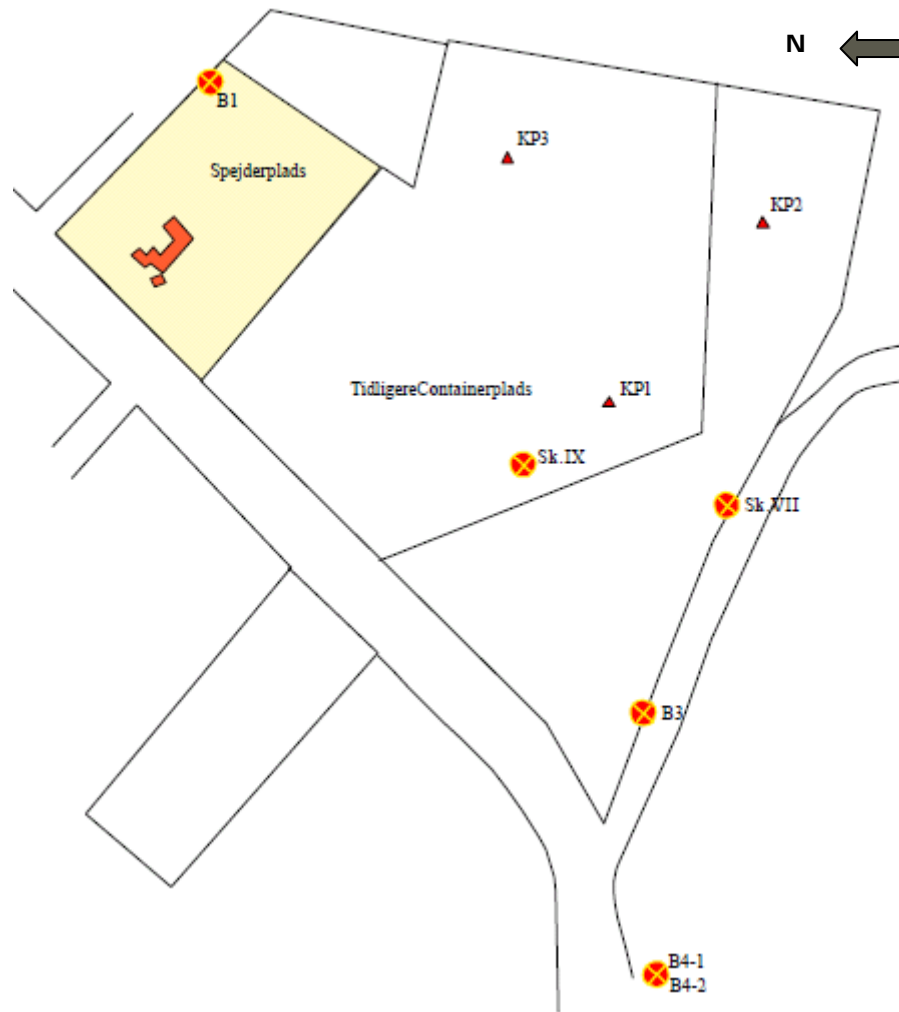 N
B1
KP3
Spejderplads
KP2
TidligereContainerplads
KP1
Sk.IX
Sk.VII
B3
B4-1
B4-2